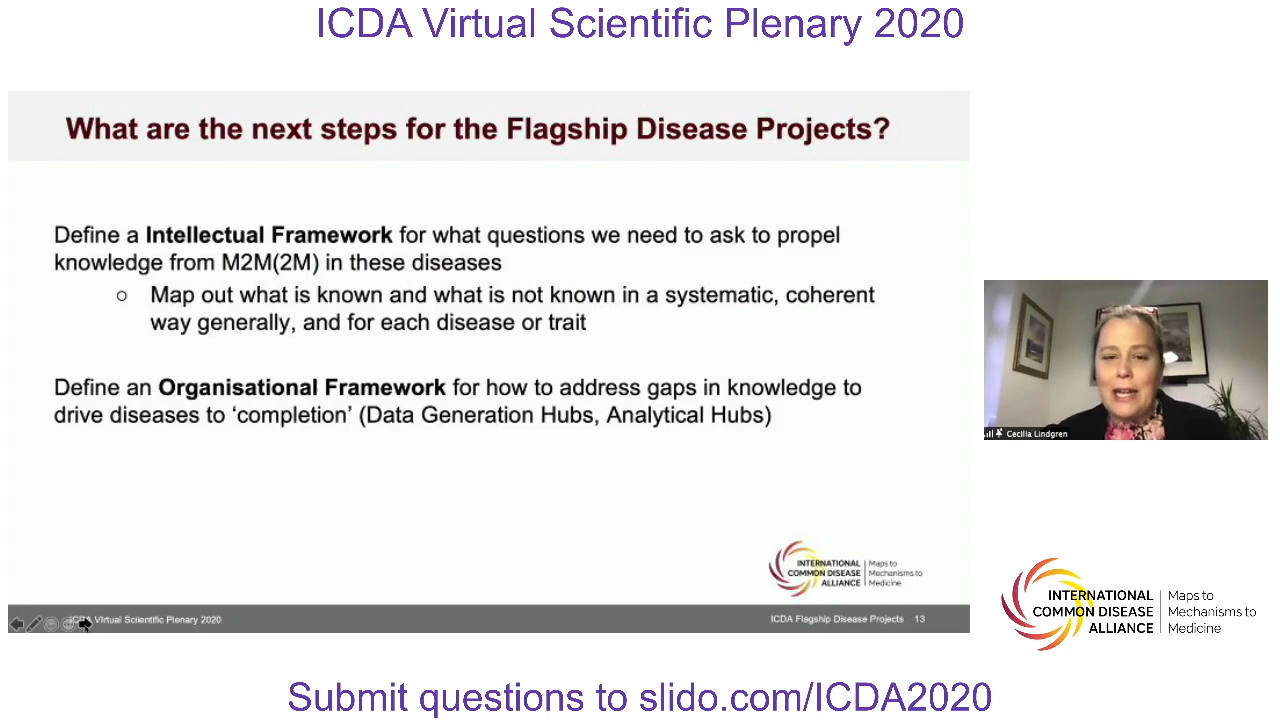 ICDA Virtual Scientific Plenary 2020
What are the next steps for the Flagship Disease Projects?
Define a Intellectual Framework for what questions we need to ask to propel
knowledge from M2M(2M) in these diseases
○ Map out what is known and what is not known in a systematic, coherent
way generally, and for each disease or trait
Define an Organisational Framework for how to address gaps in knowledge to
drive diseases to ‘completion’ (Data Generation Hubs, Analytical Hubs)
INTERNATIONAL
COMMON DISEASE
ALLIANCE
Maps to
Mechanisms to
Medicine
ICDA Virtual Scientific Plenary 2020
ICDA Flagship Disease Projects 13
Cecilia Lindgren
INTERNATIONAL
COMMON DISEASE
ALLIANCE
Maps to
Mechanisms to
Medicine
Submit questions to slido.com/ICDA2020